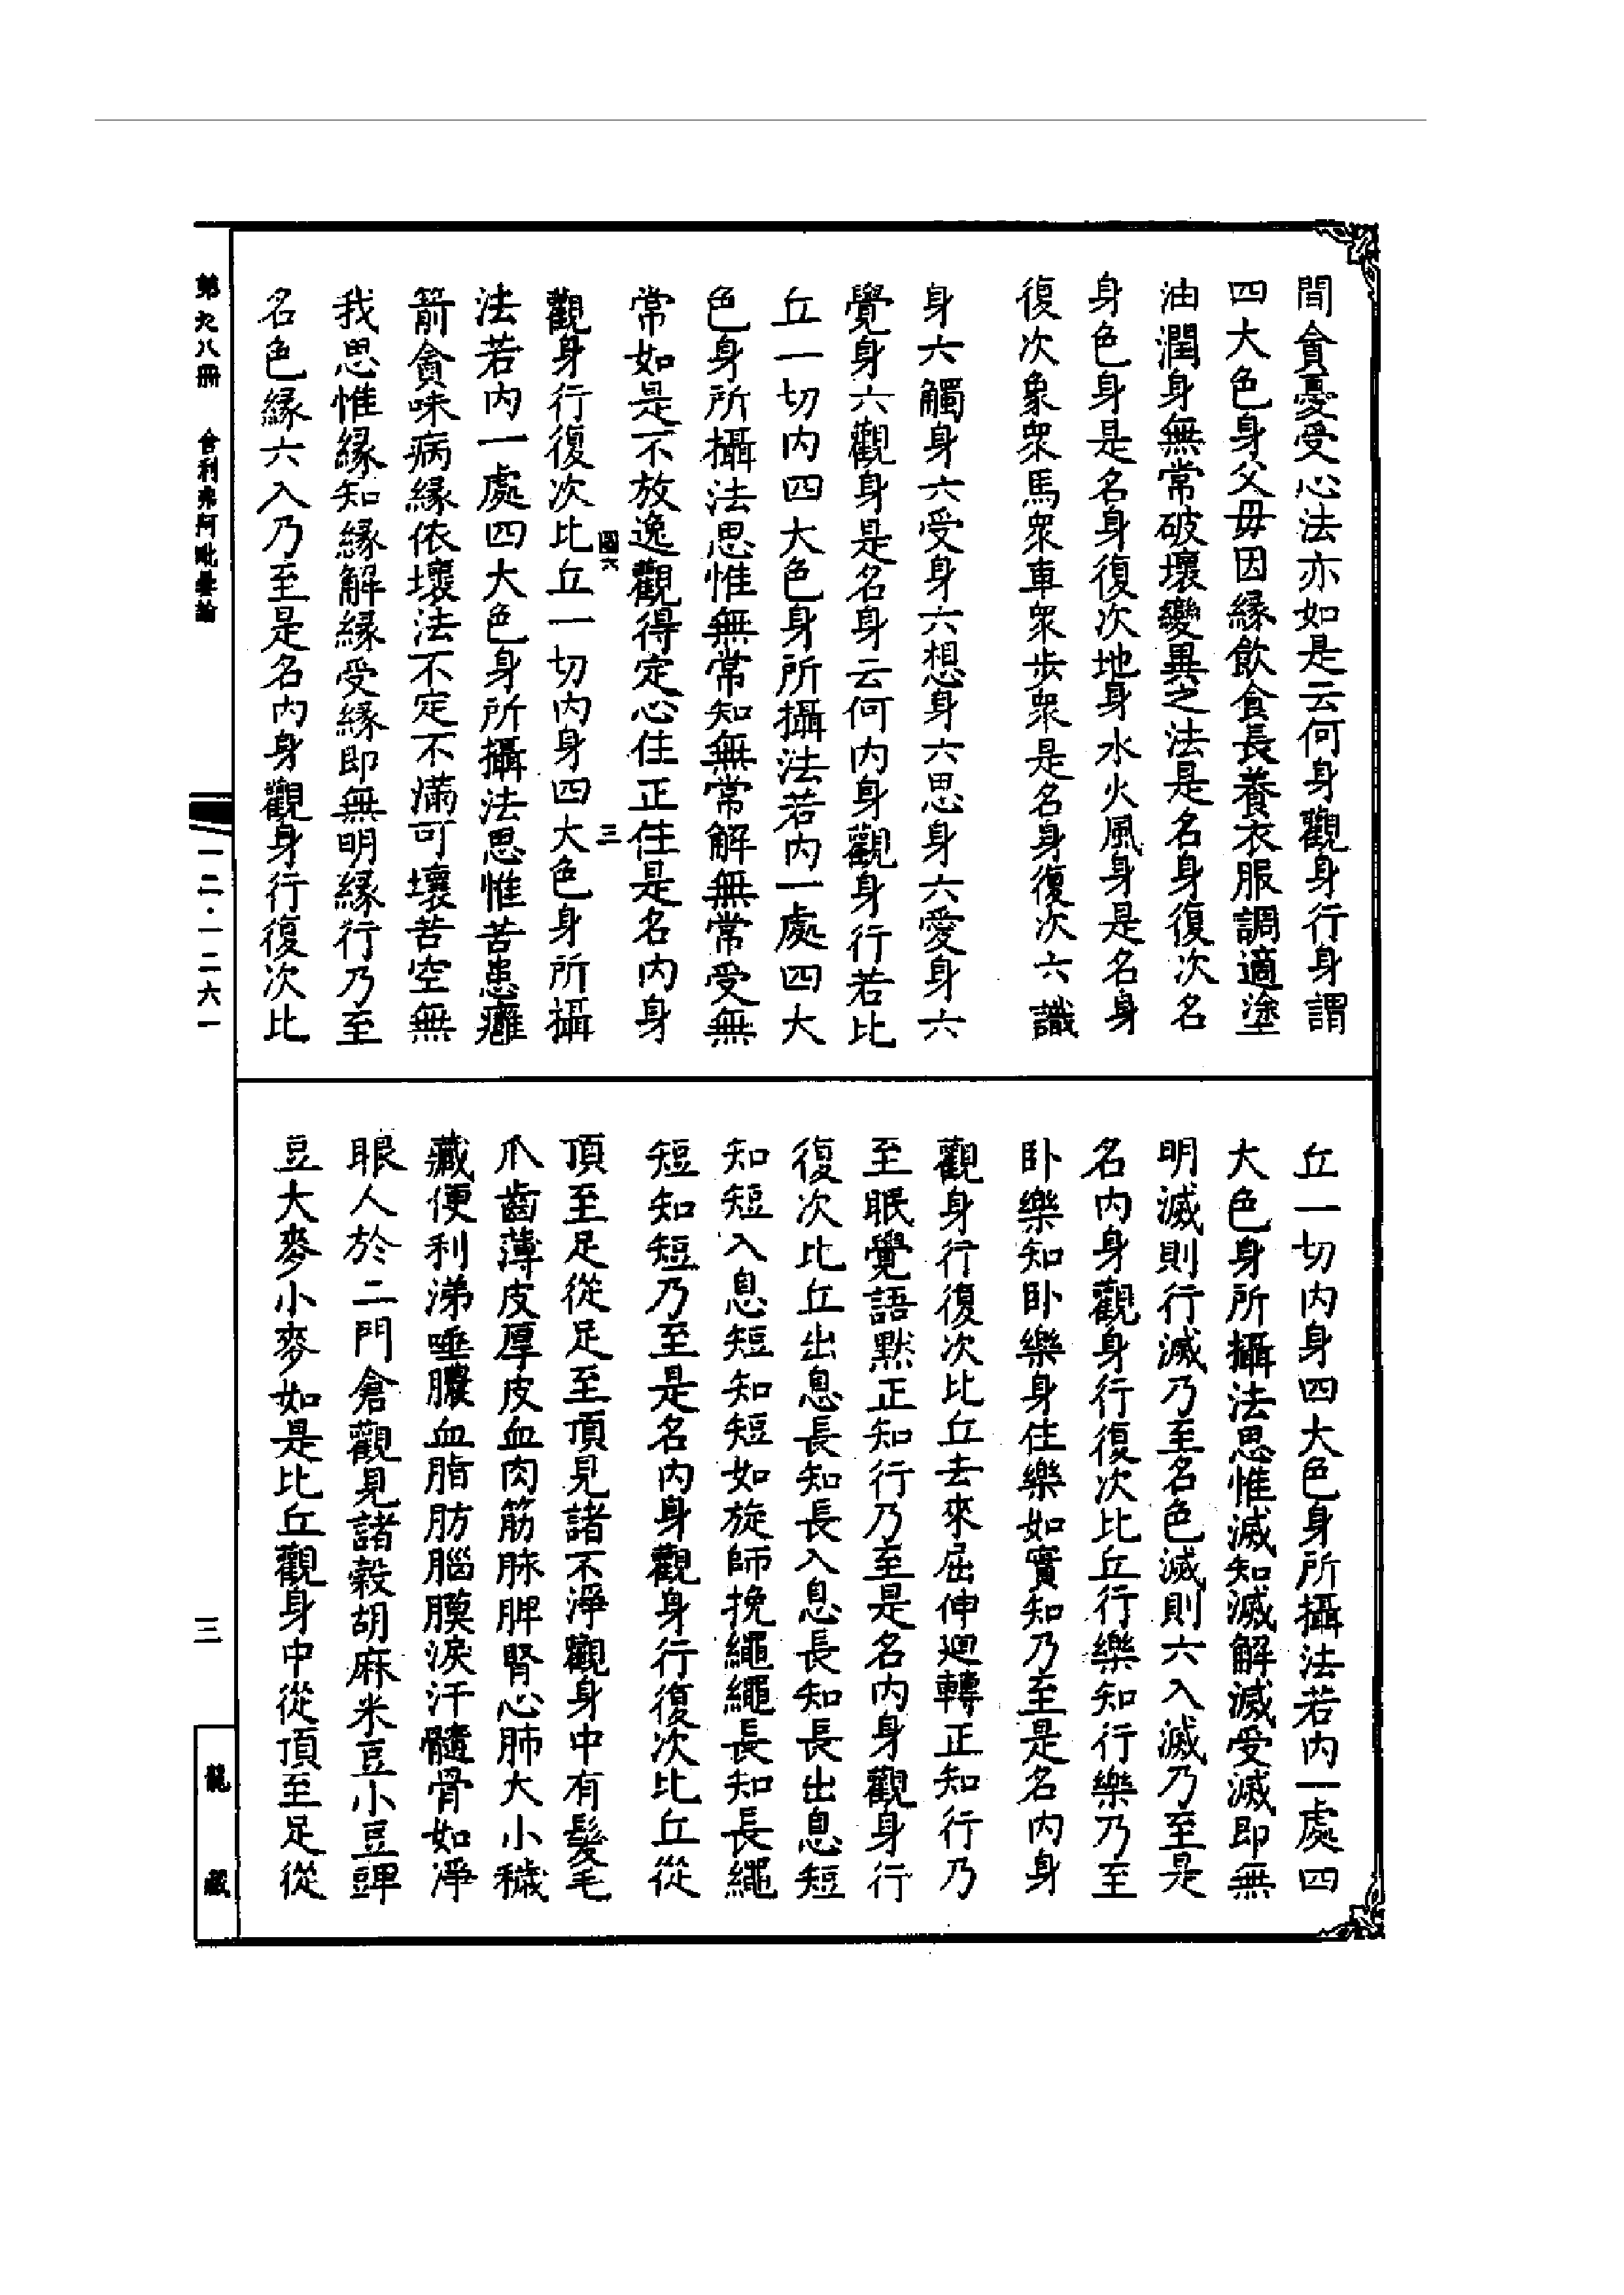 間貪憂受心法亦如是云何身觀身行身謂
四大色身父毋因緣飲食長養衣服調適塗
油潤身無常破壞變異之法是名身復次名
身色身是名身復次地身水火風身是名身
復次象衆馬衆車衆步衆是名身復次六識
身六觸身六受身六想身六思身六愛身六
覺身六觀身是名身云何內身觀身行若比
丘一切內四大色身所攝法若內一處四大
色身所攝法思惟無常知無常解無常受無
常如是不放逸觀得定心住正住是名內身
觀身行復次比丘一切內身四大色身所攝
法若內一處四大色身所攝法思惟苦患癰
箭貪味病緣依壞法不定不滿可壞苦空無
我思惟緣知緣解緣受緣即無明緣行乃至
名色緣六入乃至是名內身觀身行復次比
丘一切內身四大色身所攝法若內一處四
大色身所攝法思惟滅知滅解滅受滅即無
明滅則行滅乃至名色滅則六入滅乃至是
名內身觀身行復次比丘行樂知行樂乃至
卧樂知卧樂身住樂如實知乃至是名內身
觀身行復次比丘去來屈伸迴轉正知行乃
至眠覺語默正知行乃至是名內身觀身行
復次比丘出息長知長入息長知長出息短
知短入息短知短如旋師挽繩繩長知長繩
短知短乃至是名內身觀身行復次比丘從
頂至足從足至頂見諸不淨觀身中有髮毛
爪齒薄皮厚皮血肉筋脉脾腎心肺大小穢
藏便利涕唾膿血脂肪腦膜淚汗髓骨如淨
眼人於二門倉觀見諸穀胡麻米豆小豆豍
豆大麥小麥如是比丘觀身中從頂至足從
第九八冊 舍利弗阿毗曇論
一二·一二六一
三
龍藏
國六
三